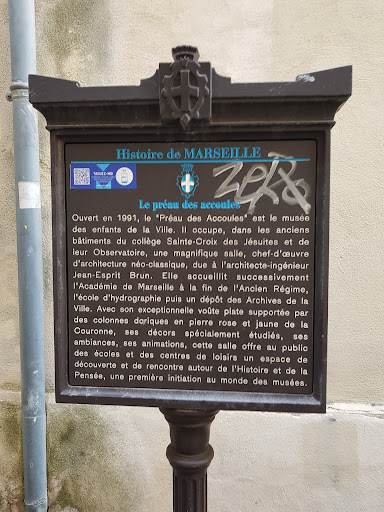 Histoire de MARSEILLE
Le préau des accoules
Ouvert en 1991, le "Préau des Accoules" est le musée
des enfants de la Ville. Il occupe, dans les anciens
bâtiments du collège Sainte-Croix des Jésuites et de
leur Observatoire, une magnifique salle, chef-d'œuvre
d'architecture néo-classique, due à l'architecte-ingénieur
Jean-Esprit Brun. Elle accueillit successivement
l'Académie de Marseille à la fin de l'Ancien Régime,
l'école d'hydrographie puis un dépôt des Archives de la
Ville. Avec son exceptionnelle voûte plate supportée par
des colonnes doriques en pierre rose et jaune de la
Couronne, ses décors spécialement étudiés, ses
ambiances, ses animations, cette salle offre au public
des écoles et des centres de loisirs un espace de
découverte et de rencontre autour de l'Histoire et de la
Pensée, une première initiation au monde des musées.